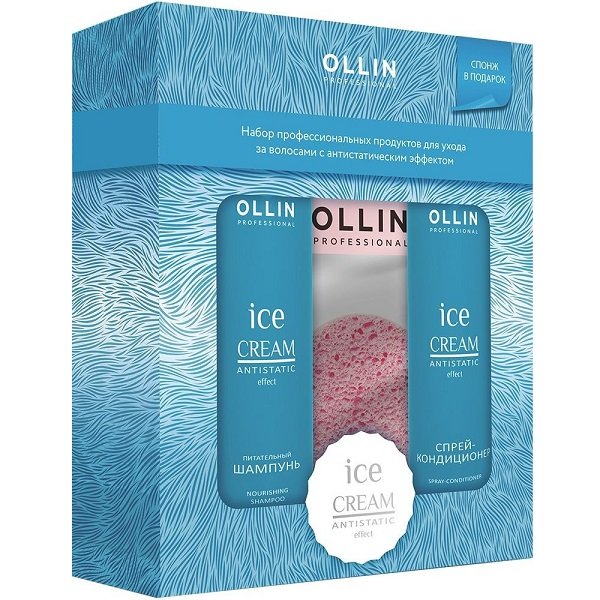 OLLIN
PROFESSIONAL
СПОНЖ
В ПОДАРОК
Набор профессиональных продуктов для ухода
за волосами с антистатическим эффектом
OLLIN
PROFESSIONAL
ice
CREAM
ANTISTATIC
effect
ПИТАТЕЛЬНЫЙ
ШАМПУНЬ
NOURISHING
SHAMPOO
OLLIN
PROFESSIONAL
OLLIN
PROFESSIONAL
ice
CREAM
ANTISTATIC
effect
СПРЕЙ-
КОНДИЦИОНЕР
SPRAY-CONDITIONER
ice
CREAM
ANTISTATIC
effect